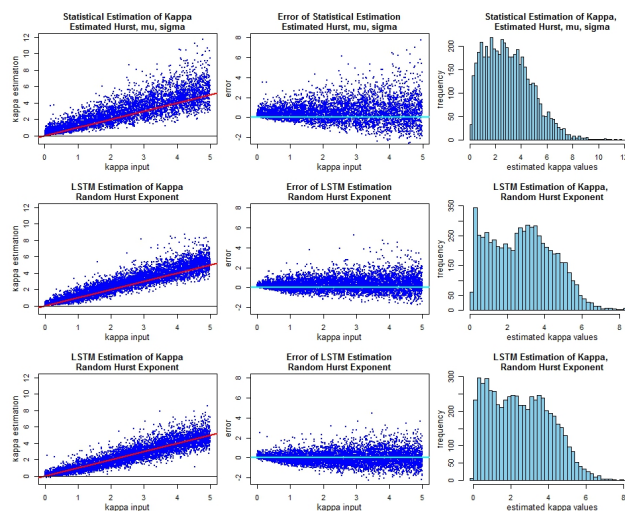 Statistical Estimation of Kappa
Estimated Hurst, mu, sigma
kappa estimation
0 2 4 6 8 10 12
0 1 2 3 4 5
kappa input
Error of Statistical Estimation
Estimated Hurst, mu, sigma
error
-2 0 2 4 6 8
0 1 2 3 4 5
kappa input
Statistical Estimation of Kappa,
Estimated Hurst, mu, sigma
frequency
0 50 100 150 200
0 2 4 6 8 10 12
estimated kappa values
LSTM Estimation of Kappa
Random Hurst Exponent
kappa estimation
0 2 4 6 8 10 12
0 1 2 3 4 5
kappa input
Error of LSTM Estimation
Random Hurst Exponent
error
-2 0 2 4 6 8
0 1 2 3 4 5
kappa input
LSTM Estimation of Kappa,
Random Hurst Exponent
frequency
0 50 150 250 350
0 2 4 6 8
estimated kappa values
LSTM Estimation of Kappa
Random Hurst Exponent
kappa estimation
0 2 4 6 8 10 12
0 1 2 3 4 5
kappa input
Error of LSTM Estimation
Random Hurst Exponent
error
-2 0 2 4 6 8
0 1 2 3 4 5
kappa input
LSTM Estimation of Kappa,
Random Hurst Exponent
frequency
0 50 100 200 300
0 2 4 6 8
estimated kappa values